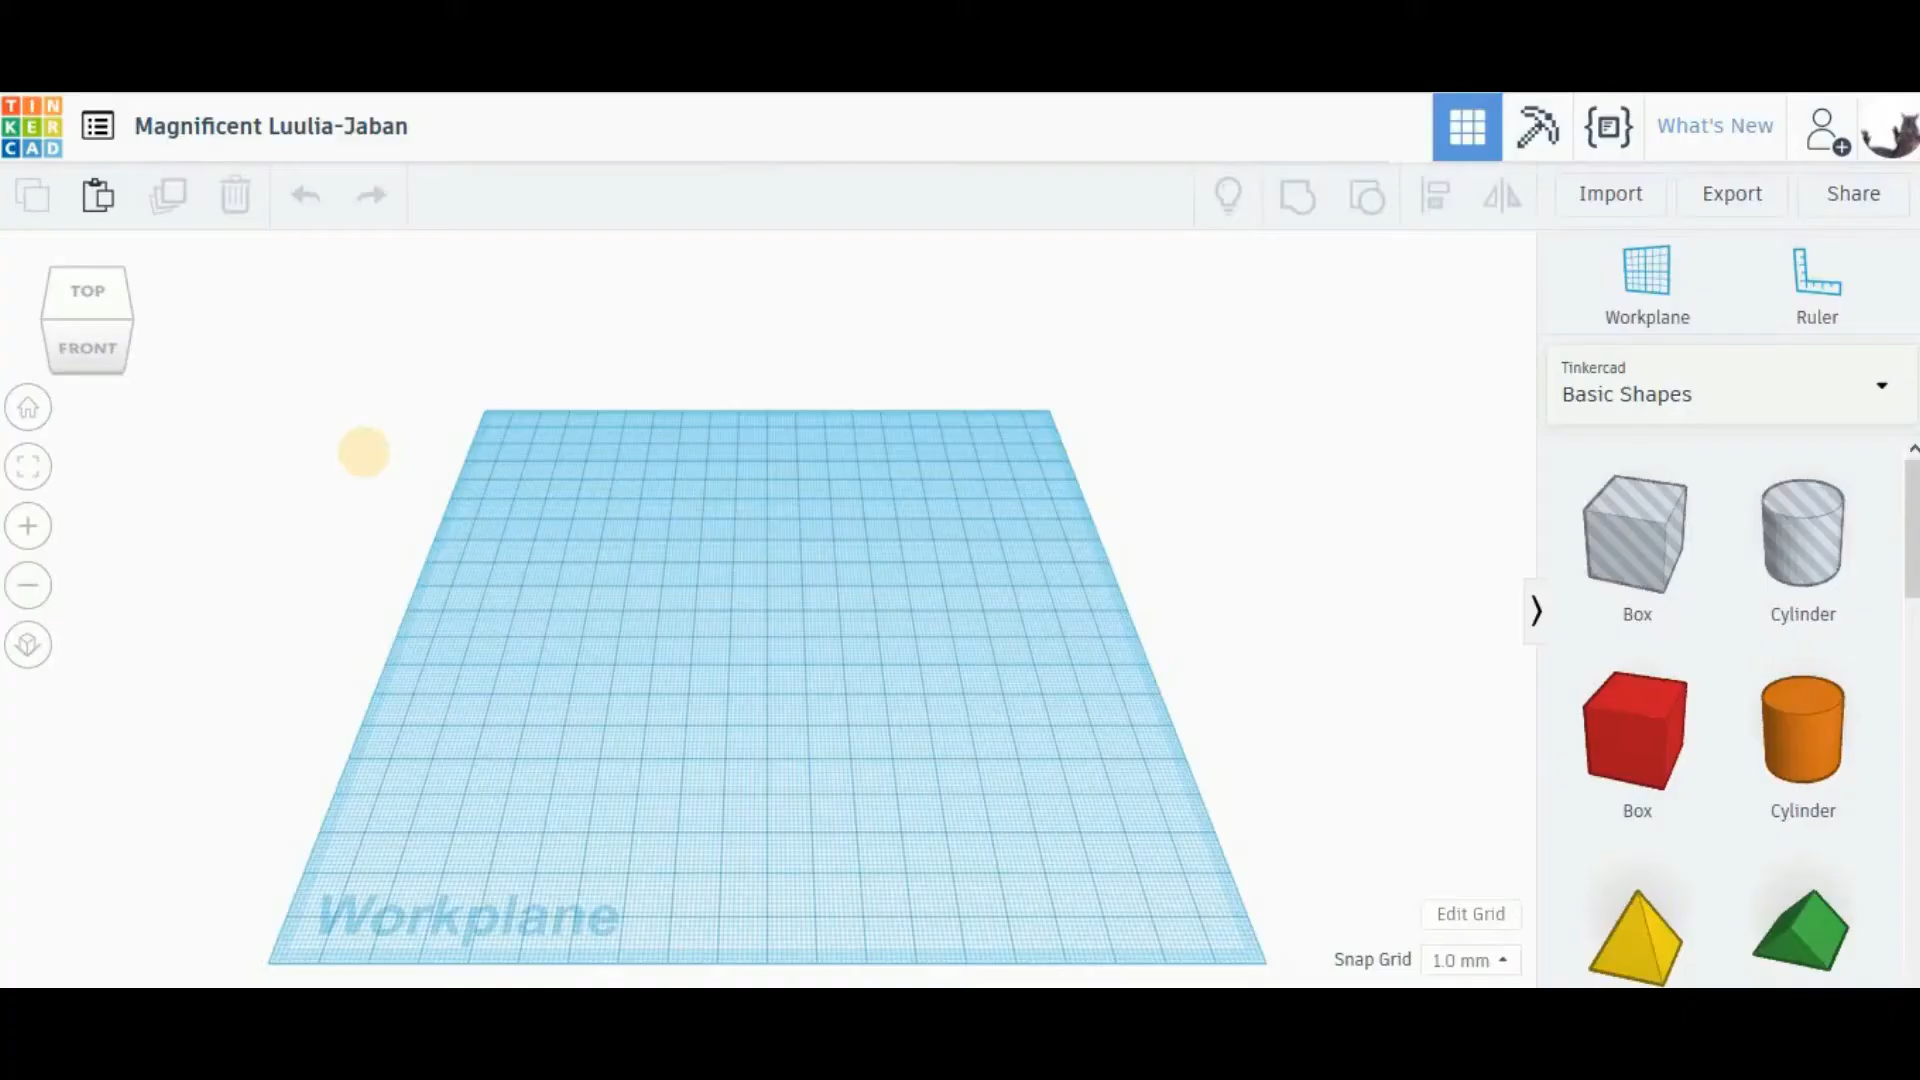 TIN
KER
CAD
Magnificent Luulia-Jaban
What's New
Import
Export
Share
TOP
FRONT
Workplane
Ruler
Tinkercad
Basic Shapes
Box
Cylinder
Box
Cylinder
Workplane
Edit Grid
Snap Grid
1.0 mm